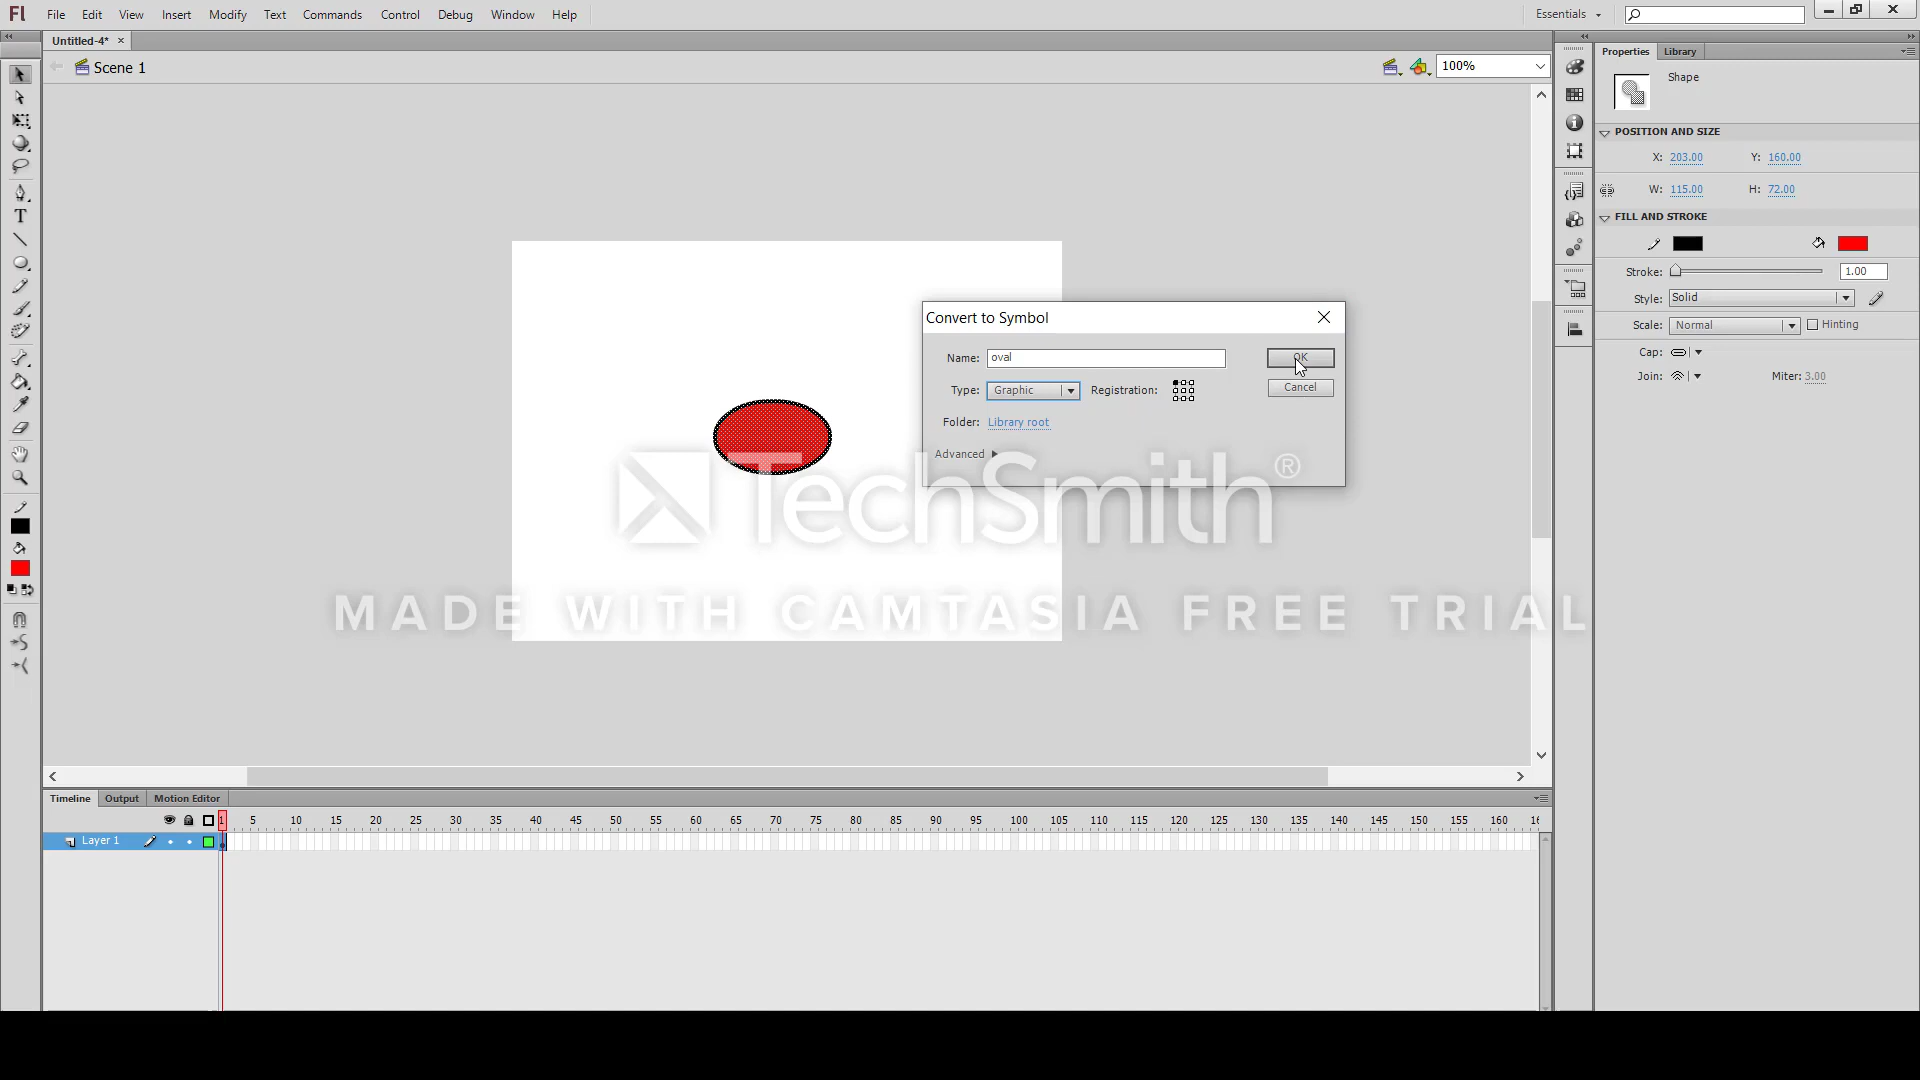 Fl File Edit View Insert Modify Text Commands Control Debug Window Help Essentials
Untitled-4*
Scene 1 100%
Properties Library
Shape
POSITION AND SIZE
X: 203.00 Y: 160.00
W: 115.00 H: 72.00
FILL AND STROKE
Stroke: 1.00
Style: Solid
Scale: Normal Hinting
Cap:
Join: Miter: 3.00
Convert to Symbol
Name: oval OK
Type: Graphic Registration: Cancel
Folder: Library root
Advanced
TechSmith®
MADE WITH CAMTASIA FREE TRIAL
T
Timeline Output Motion Editor
1 5 10 15 20 25 30 35 40 45 50 55 60 65 70 75 80 85 90 95 100 105 110 115 120 125 130 135 140 145 150 155 160
Layer 1